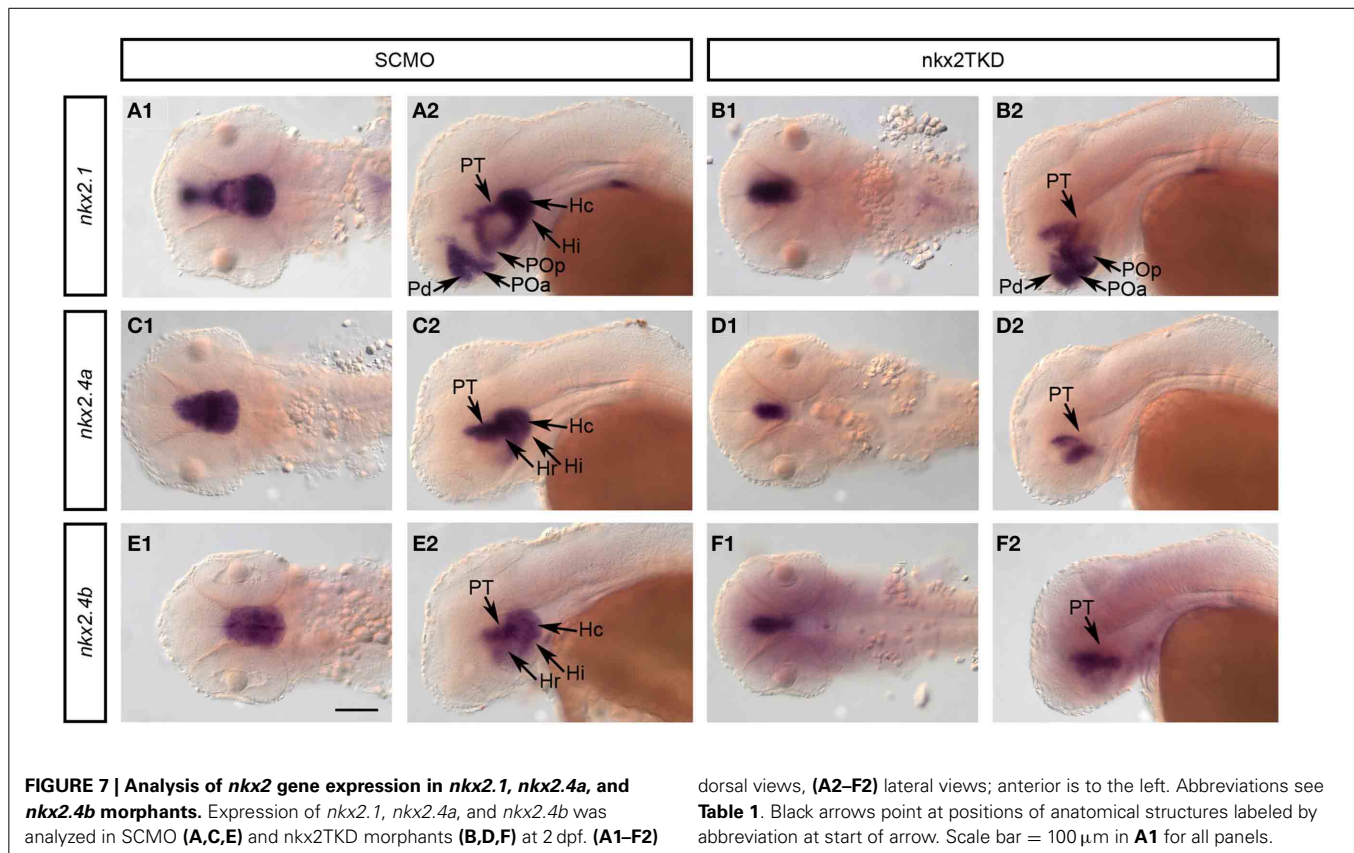 SCMO
nkx2TKD
nkx2.1
A1
A2
PT
Hc
Hi
POp
POa
Pd
B1
B2
PT
POp
POa
Pd
nkx2.4a
C1
C2
PT
Hc
Hi
Hr
D1
D2
PT
nkx2.4b
E1
E2
PT
Hc
Hi
Hr
F1
F2
PT
FIGURE 7 | Analysis of nkx2 gene expression in nkx2.1, nkx2.4a, and
nkx2.4b morphants. Expression of nkx2.1, nkx2.4a, and nkx2.4b was
analyzed in SCMO (A,C,E) and nkx2TKD morphants (B,D,F) at 2 dpf. (A1–F2)
dorsal views, (A2–F2) lateral views; anterior is to the left. Abbreviations see
Table 1. Black arrows point at positions of anatomical structures labeled by
abbreviation at start of arrow. Scale bar = 100 μm in A1 for all panels.